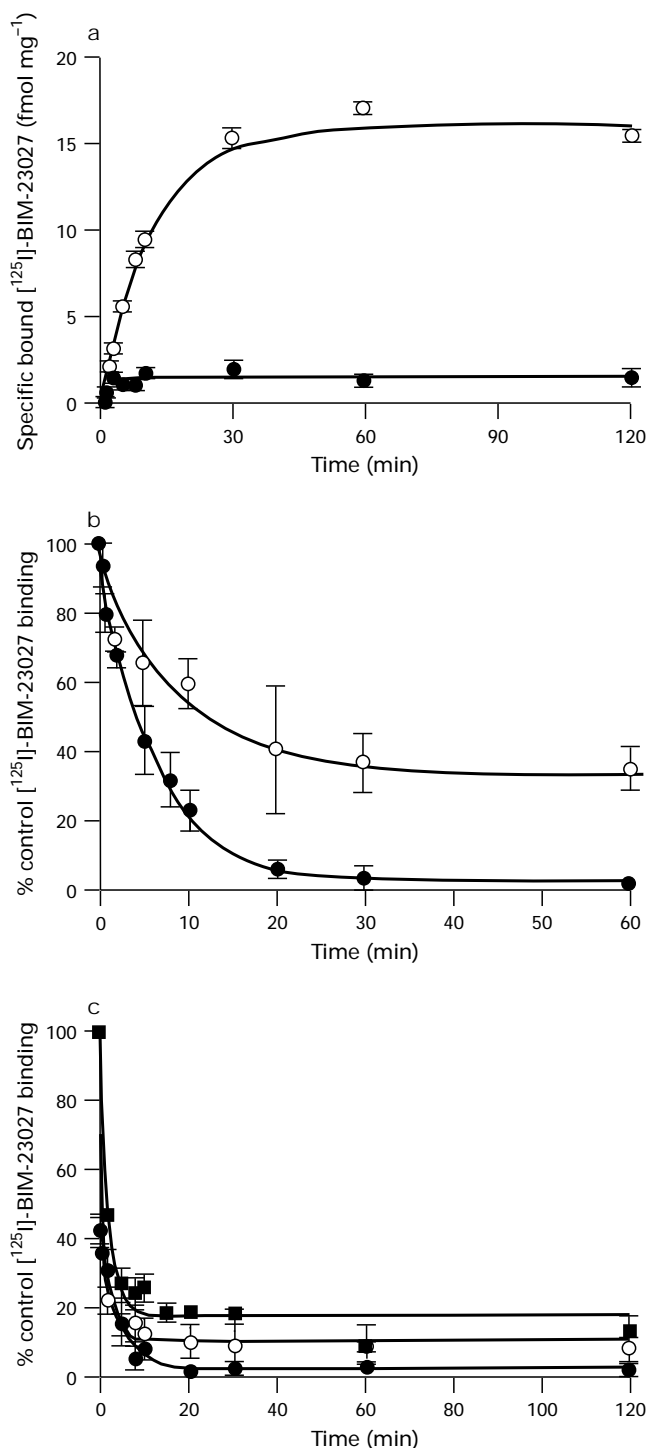 a
Specific bound [¹²⁵I]-BIM-23027 (fmol mg⁻¹)
20
15
10
5
0
0 30 60 90 120
Time (min)
b
% control [¹²⁵I]-BIM-23027 binding
100
80
60
40
20
0
0 10 20 30 40 50 60
Time (min)
c
% control [¹²⁵I]-BIM-23027 binding
100
80
60
40
20
0
0 20 40 60 80 100 120
Time (min)